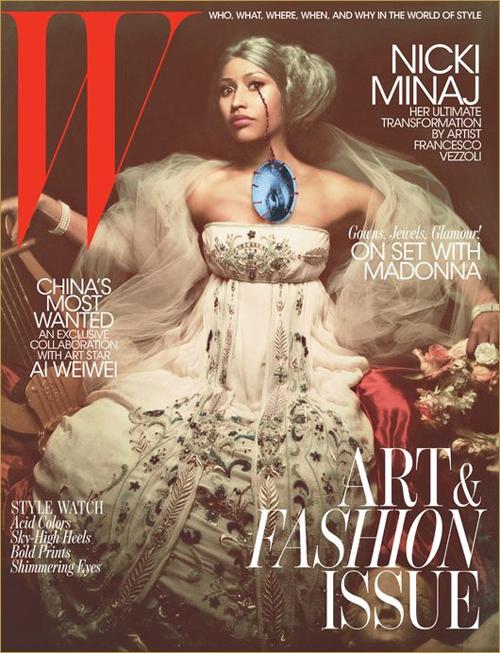 W
WHO, WHAT, WHERE, WHEN, AND WHY IN THE WORLD OF STYLE
NICKI
MINAJ
HER ULTIMATE
TRANSFORMATION
BY ARTIST
FRANCESCO
VEZZOLI
Gowns, Jewels, Glamour!
ON SET WITH
MADONNA
CHINA'S
MOST
WANTED
AN EXCLUSIVE
COLLABORATION
WITH ART STAR
AI WEIWEI
STYLE WATCH
Acid Colors
Sky-High Heels
Bold Prints
Shimmering Eyes
ART &
FASHION
ISSUE